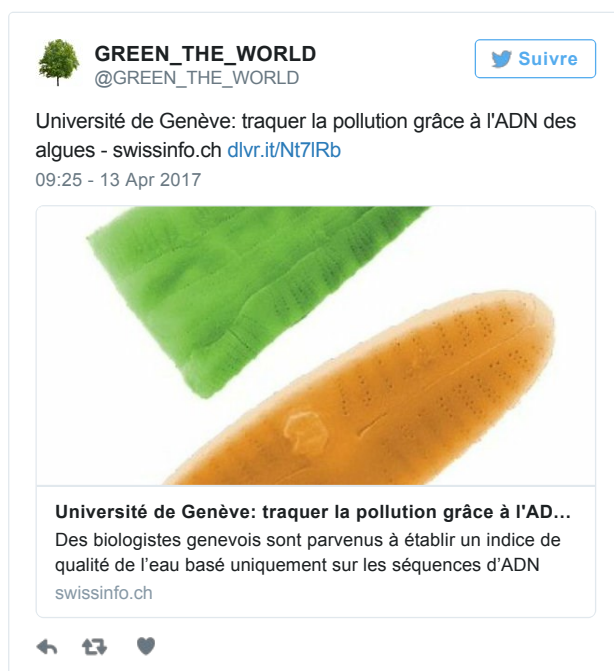 GREEN_THE_WORLD
@GREEN_THE_WORLD
Suivre
Université de Genève: traquer la pollution grâce à l'ADN des
algues - swissinfo.ch dlvr.it/Nt7lRb
09:25 - 13 Apr 2017
Université de Genève: traquer la pollution grâce à l'AD...
Des biologistes genevois sont parvenus à établir un indice de
qualité de l’eau basé uniquement sur les séquences d’ADN
swissinfo.ch